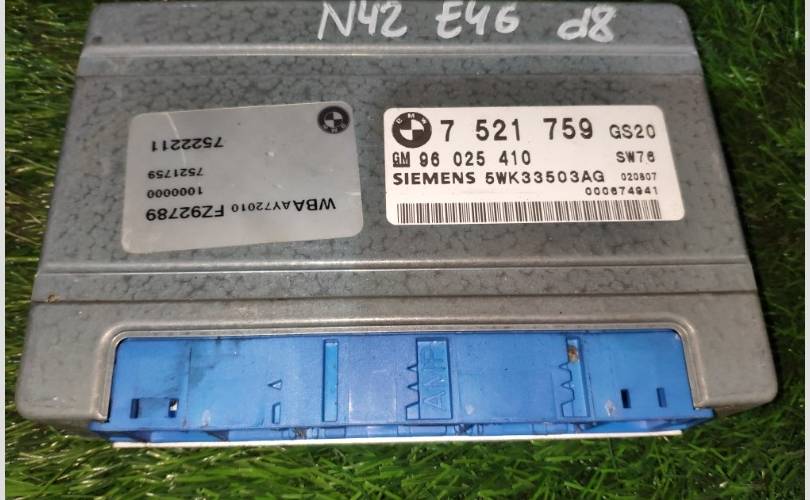 N42 E46 d8
7 521 759 GS20
GM 96 025 410 SW76
SIEMENS 5WK33503AG 020807
000674941
WBAAY72010 FZ92789
1000000
7521759
7522211
AMP